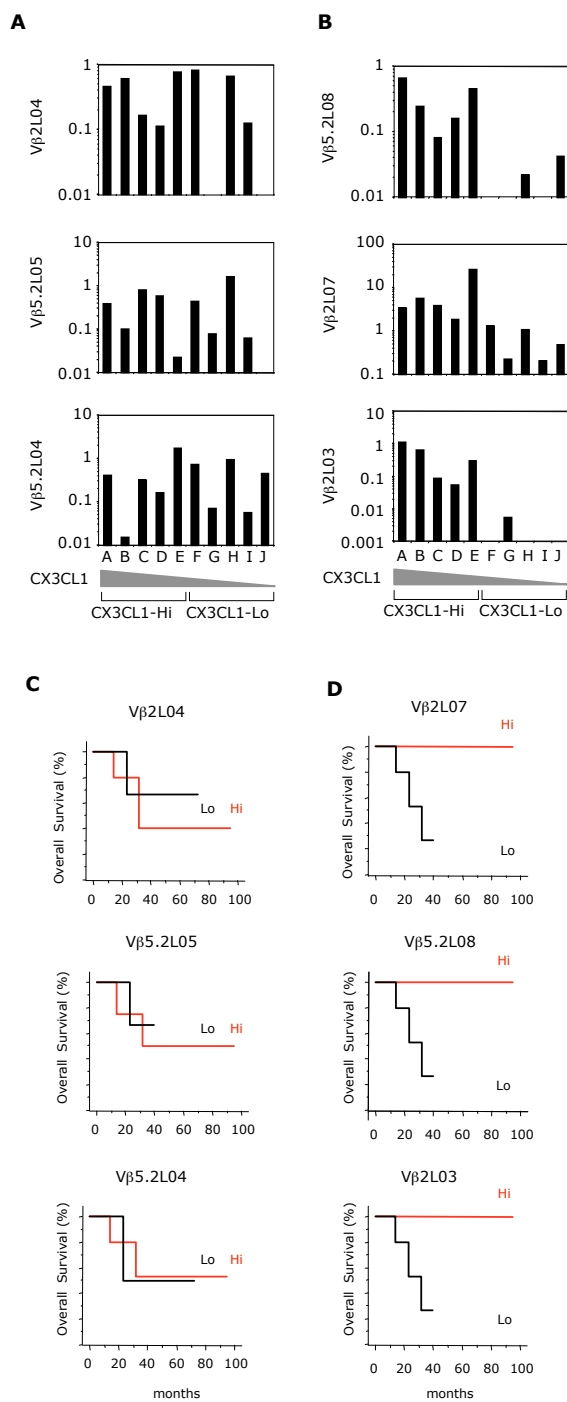 A
Vβ2L04
1
0.1
0.01
Vβ5.2L05
10
1
0.1
0.01
Vβ5.2L04
10
1
0.1
0.01
A B C D E F G H I J
CX3CL1
CX3CL1-Hi CX3CL1-Lo
B
Vβ5.2L08
1
0.1
0.01
Vβ2L07
100
10
1
0.1
Vβ2L03
10
1
0.1
0.01
0.001
A B C D E F G H I J
CX3CL1-Hi CX3CL1-Lo
C
Vβ2L04
Overall Survival (%)
Lo Hi
0 20 40 60 80 100
Vβ5.2L05
Overall Survival (%)
Lo Hi
0 20 40 60 80 100
Vβ5.2L04
Overall Survival (%)
Lo Hi
0 20 40 60 80 100
months
D
Vβ2L07
Overall Survival (%)
Hi
Lo
0 20 40 60 80 100
Vβ5.2L08
Overall Survival (%)
Hi
Lo
0 20 40 60 80 100
Vβ2L03
Overall Survival (%)
Hi
Lo
0 20 40 60 80 100
months